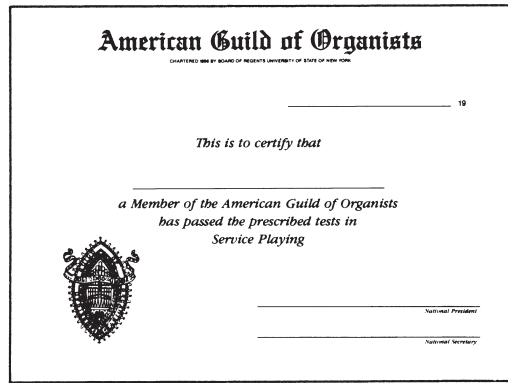 American Guild of Organists
CHARTERED 1896 BY BOARD OF REGENTS UNIVERSITY OF STATE OF NEW YORK
19
This is to certify that
a Member of the American Guild of Organists
has passed the prescribed tests in
Service Playing
National President
National Secretary